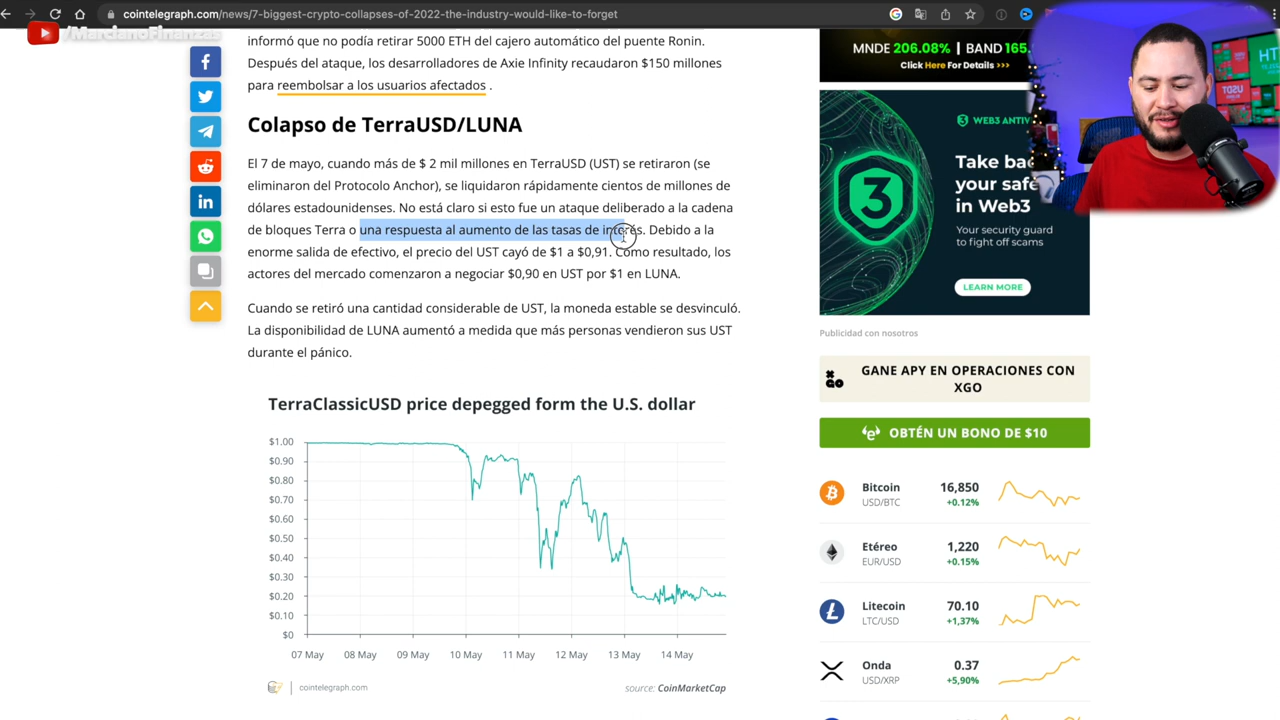 cointelegraph.com/news/7-biggest-crypto-collapses-of-2022-the-industry-would-like-to-forget
/MarcianoFinanzas
informó que no podía retirar 5000 ETH del cajero automático del puente Ronin.
Después del ataque, los desarrolladores de Axie Infinity recaudaron $150 millones
para reembolsar a los usuarios afectados .
Colapso de TerraUSD/LUNA
El 7 de mayo, cuando más de $ 2 mil millones en TerraUSD (UST) se retiraron (se
eliminaron del Protocolo Anchor), se liquidaron rápidamente cientos de millones de
dólares estadounidenses. No está claro si esto fue un ataque deliberado a la cadena
de bloques Terra o una respuesta al aumento de las tasas de interés. Debido a la
enorme salida de efectivo, el precio del UST cayó de $1 a $0,91. Como resultado, los
actores del mercado comenzaron a negociar $0,90 en UST por $1 en LUNA.
Cuando se retiró una cantidad considerable de UST, la moneda estable se desvinculó.
La disponibilidad de LUNA aumentó a medida que más personas vendieron sus UST
durante el pánico.
TerraClassicUSD price depegged form the U.S. dollar
$1.00
$0.90
$0.80
$0.70
$0.60
$0.50
$0.40
$0.30
$0.20
$0.10
$0
07 May 08 May 09 May 10 May 11 May 12 May 13 May 14 May
cointelegraph.com
source: CoinMarketCap
MNDE 206.08% | BAND 165.
Click Here For Details >>>
WEB3 ANTIV
Take bac
your safe
in Web3
Your security guard
to fight off scams
LEARN MORE
Publicidad con nosotros
XGO
GANE APY EN OPERACIONES CON
XGO
OBTÉN UN BONO DE $10
Bitcoin 16,850
USD/BTC +0.12%
Etéreo 1,220
EUR/USD +0.15%
Litecoin 70.10
LTC/USD +1,37%
Onda 0.37
USD/XRP +5,90%